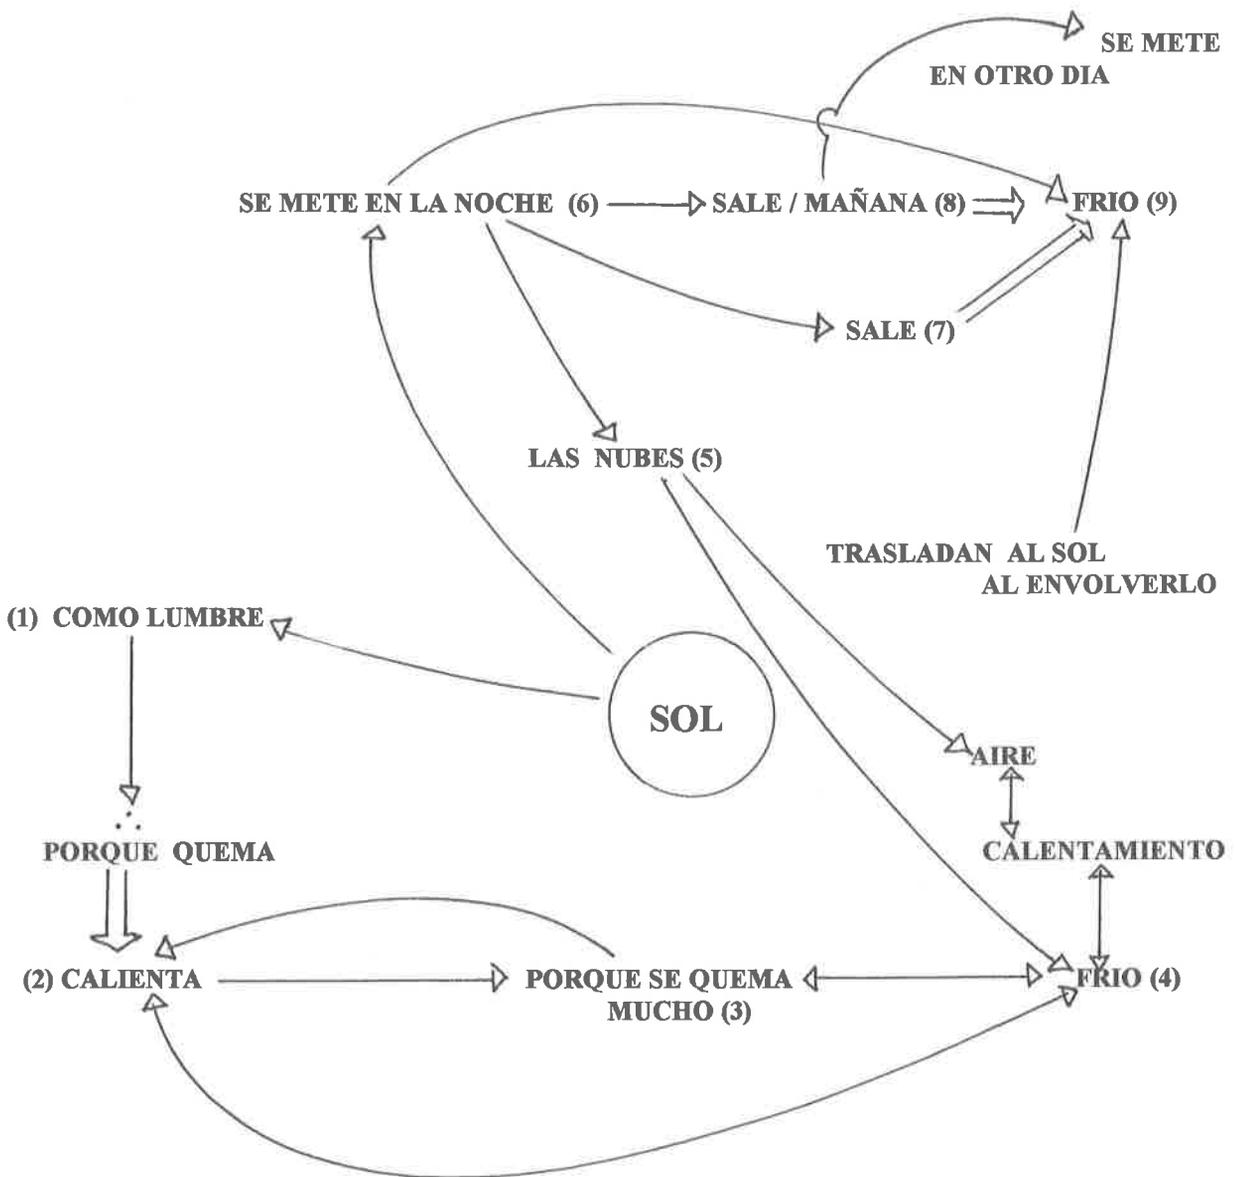 SE METE
EN OTRO DIA
SE METE EN LA NOCHE (6)
SALE / MAÑANA (8)
FRIO (9)
SALE (7)
LAS NUBES (5)
TRASLADAN AL SOL
AL ENVOLVERLO
(1) COMO LUMBRE
SOL
AIRE
PORQUE QUEMA
CALENTAMIENTO
(2) CALIENTA
PORQUE SE QUEMA
MUCHO (3)
FRIO (4)